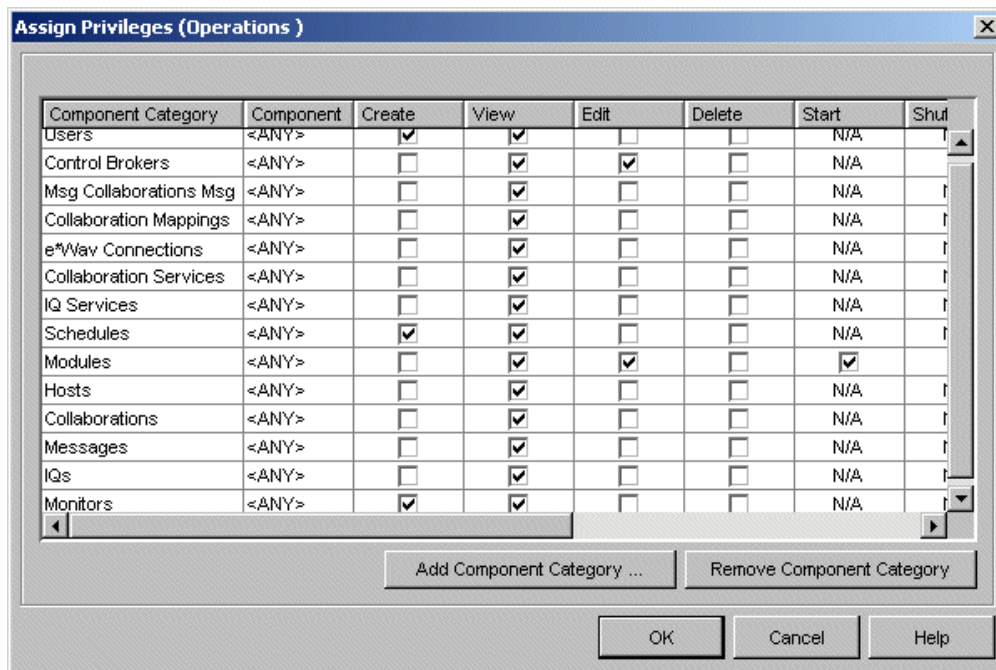 Assign Privileges (Operations )
Component Category Component Create View Edit Delete Start Shut
Users <ANY> N/A
Control Brokers <ANY> N/A
Msg Collaborations Msg <ANY> N/A
Collaboration Mappings <ANY> N/A
e*Way Connections <ANY> N/A
Collaboration Services <ANY> N/A
IQ Services <ANY> N/A
Schedules <ANY> N/A
Modules <ANY>
Hosts <ANY> N/A
Collaborations <ANY> N/A
Messages <ANY> N/A
IQs <ANY> N/A
Monitors <ANY> N/A
Add Component Category ... Remove Component Category
OK Cancel Help